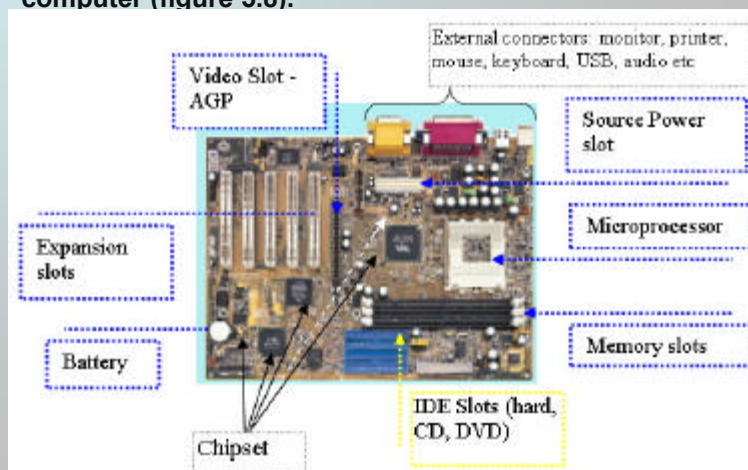 computer (figure 5.8).
External connectors: monitor, printer,
mouse, keyboard, USB, audio etc
Video Slot -
AGP
Source Power
slot
Microprocessor
Expansion
slots
Battery
Memory slots
IDE Slots (hard,
CD, DVD)
Chipset